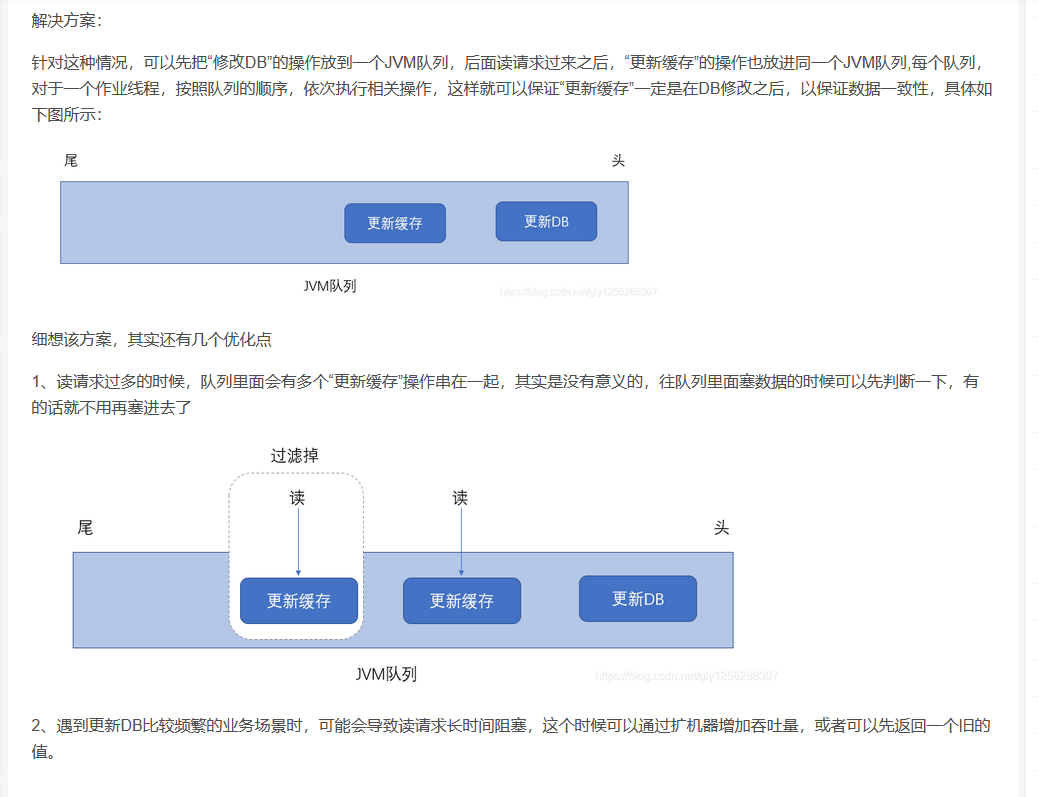 解决方案：
针对这种情况，可以先把“修改DB”的操作放到一个JVM队列，后面读请求过来之后，“更新缓存”的操作也放进同一个JVM队列,每个队列，
对于一个作业线程，按照队列的顺序，依次执行相关操作，这样就可以保证“更新缓存”一定是在DB修改之后，以保证数据一致性，具体如
下图所示：
尾 头
更新缓存 更新DB
JVM队列
https://blog.csdn.net/gly1256288307
细想该方案，其实还有几个优化点
1、读请求过多的时候，队列里面会有多个“更新缓存”操作串在一起，其实是没有意义的，往队列里面塞数据的时候可以先判断一下，有
的话就不用再塞进去了
过滤掉
读 读
尾 头
更新缓存 更新缓存 更新DB
JVM队列
https://blog.csdn.net/gly1256288307
2、遇到更新DB比较频繁的业务场景时，可能会导致读请求长时间阻塞，这个时候可以通过扩机器增加吞吐量，或者可以先返回一个旧的
值。